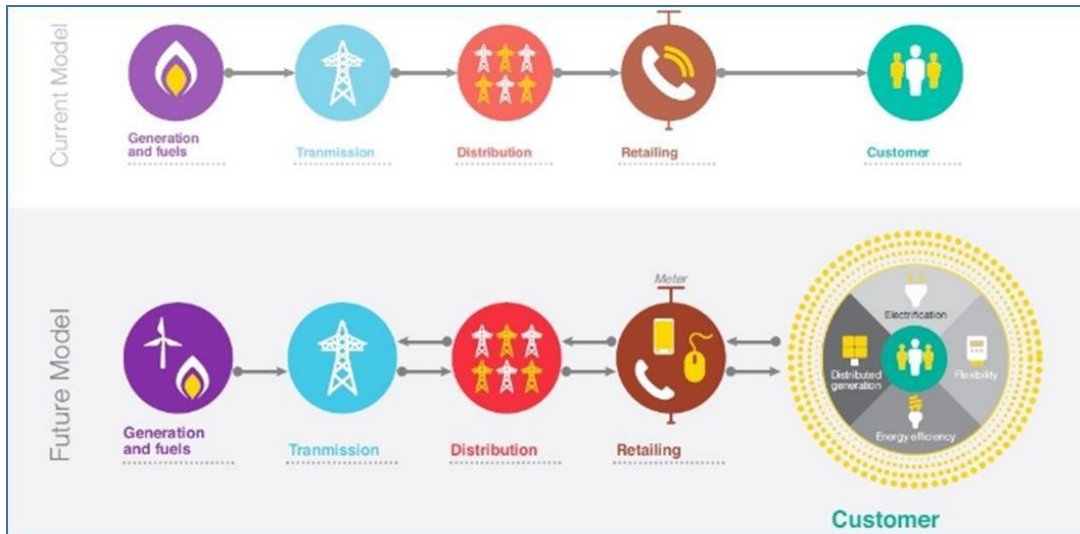 Current Model
Generation
and fuels
Tranmission
Distribution
Retailing
Customer
Future Model
Generation
and fuels
Tranmission
Distribution
Meter
Retailing
Electrification
Distributed
generation
Flexibility
Energy efficiency
Customer